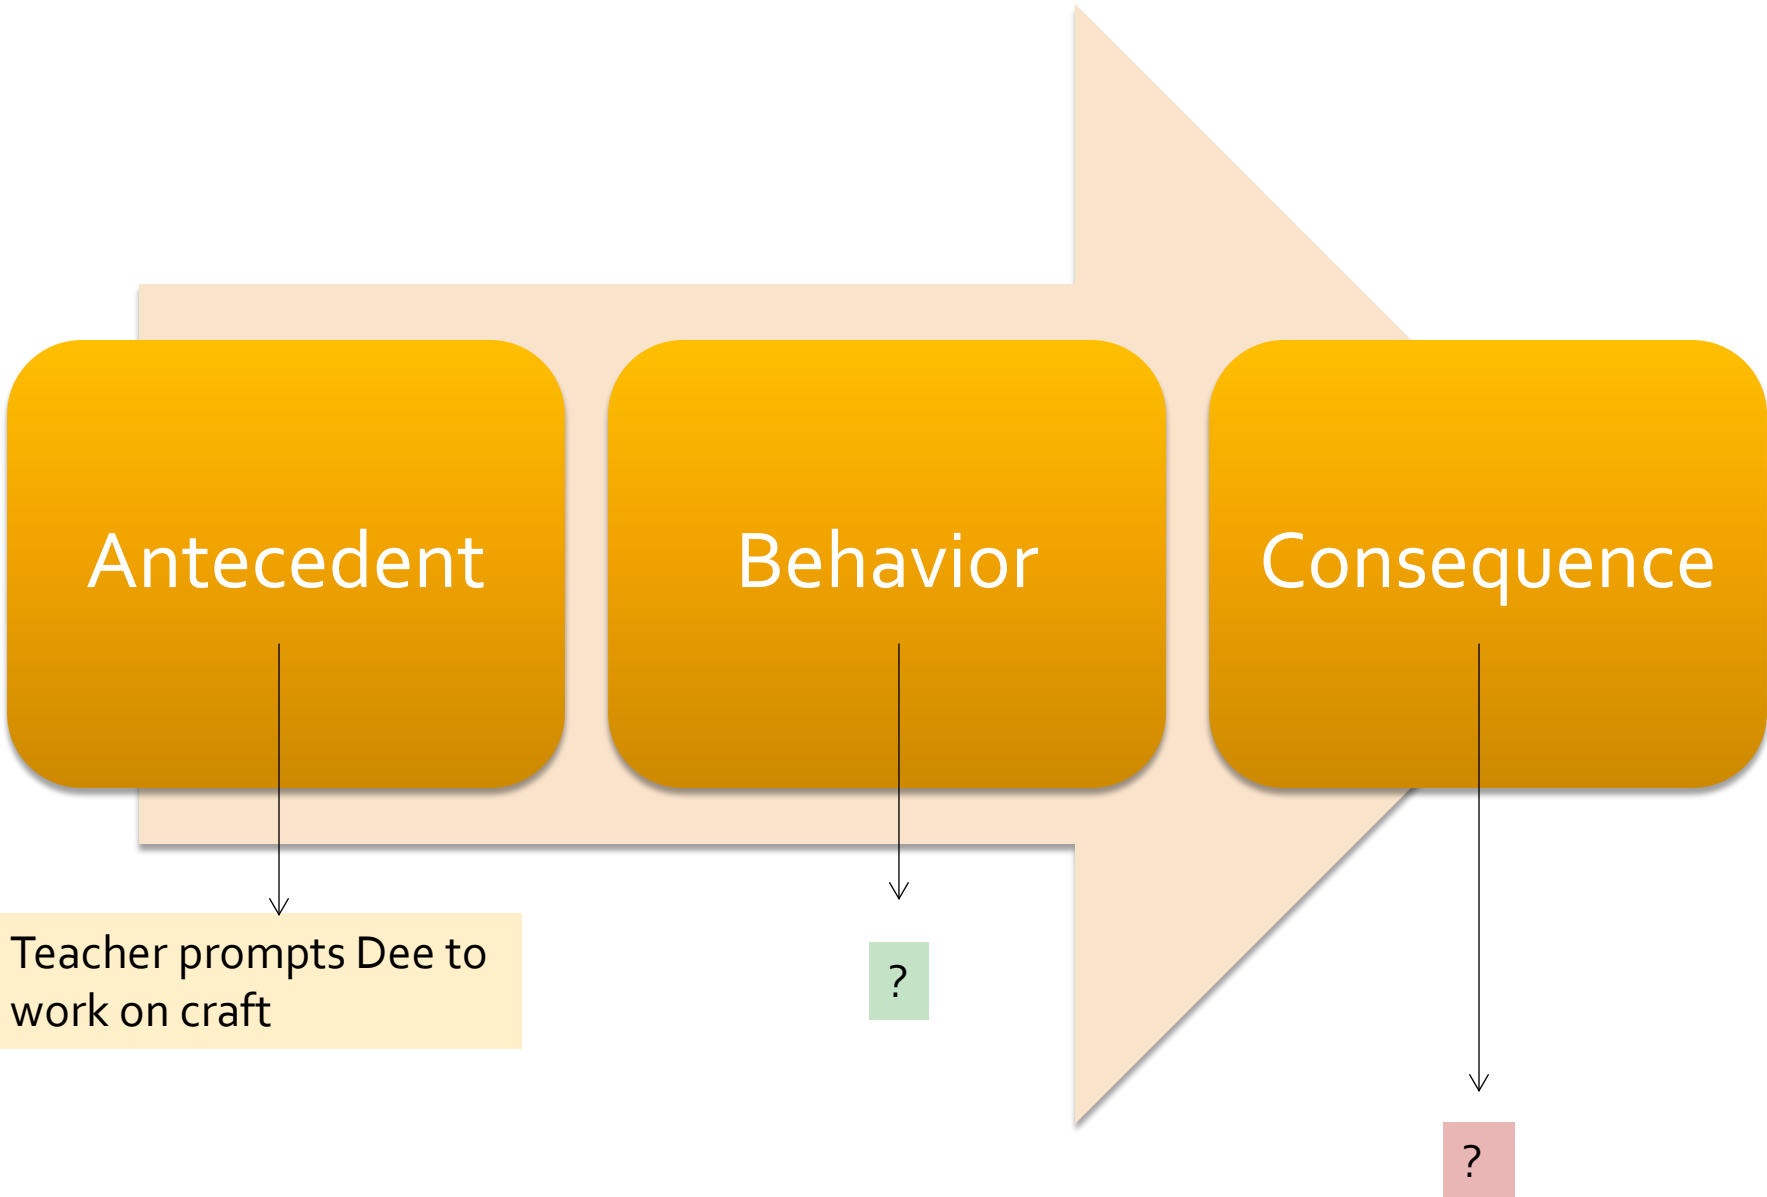 Antecedent
Behavior
Consequence
Teacher prompts Dee to
work on craft
?
?